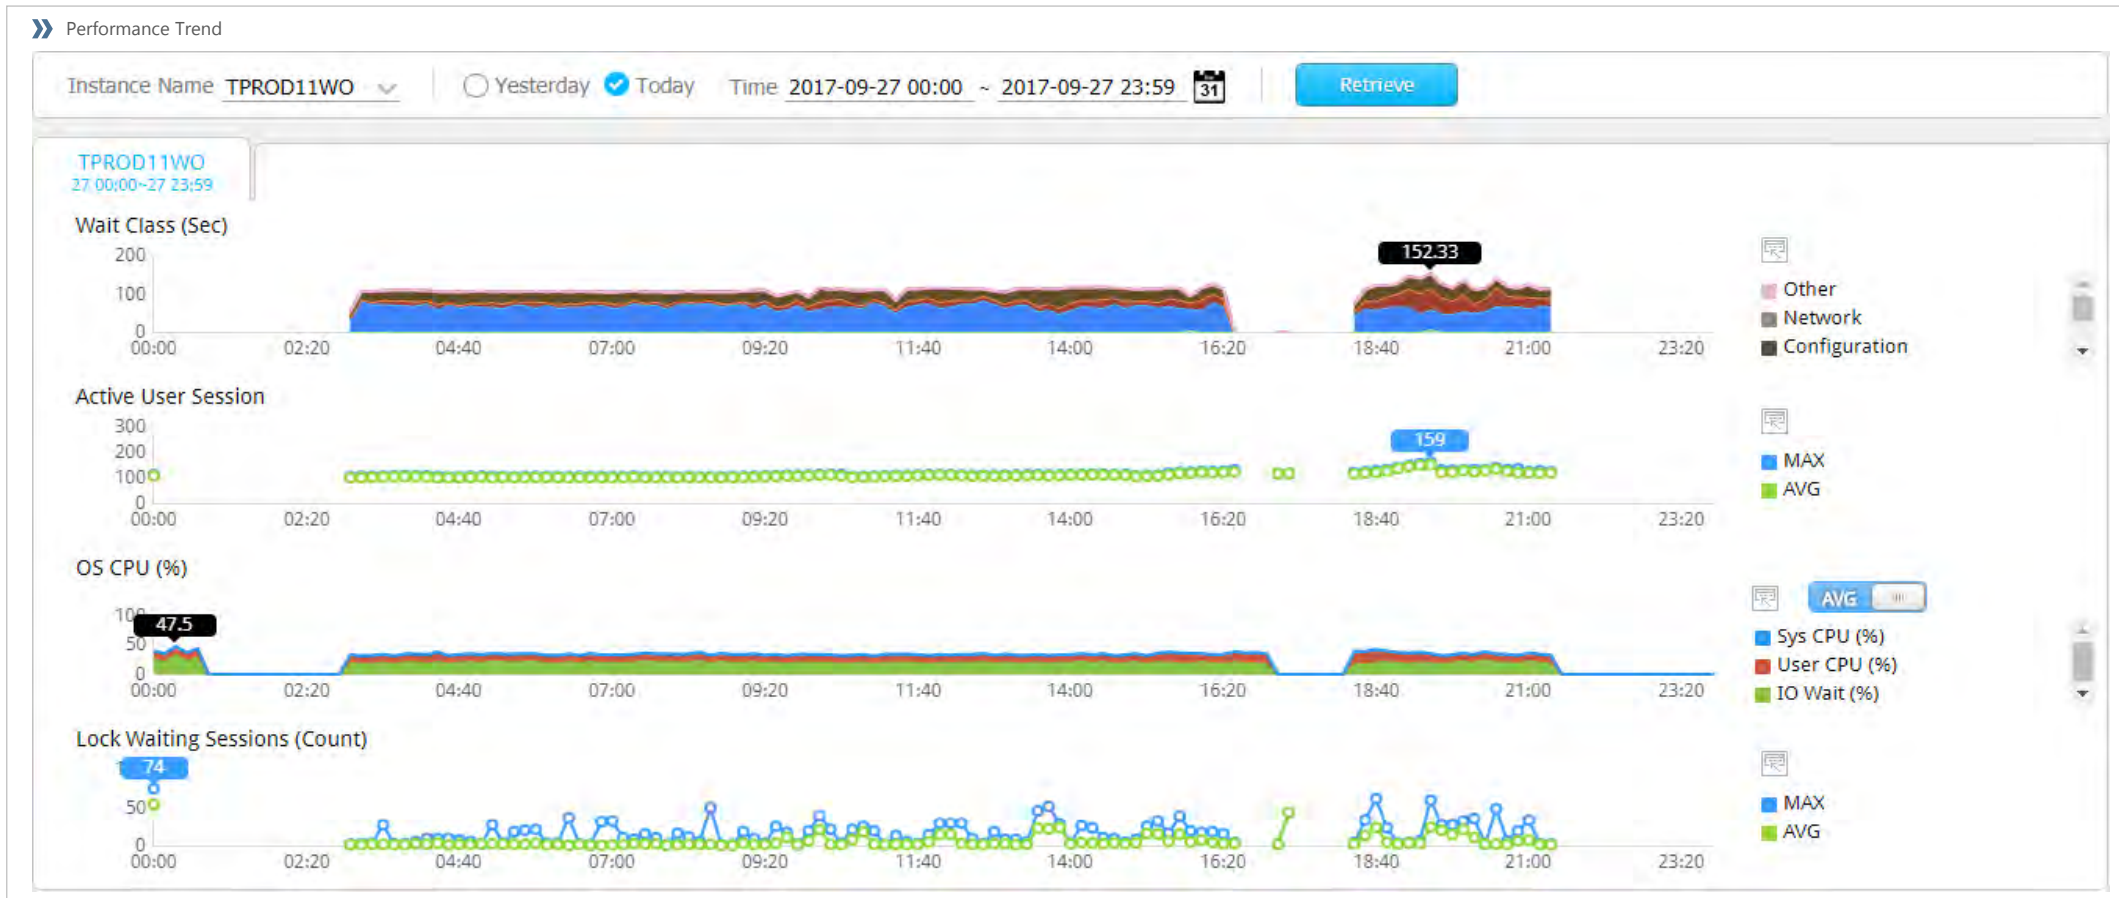 Performance Trend
Instance Name TPROD11WO Yesterday Today Time 2017-09-27 00:00 ~ 2017-09-27 23:59 31 Retrieve
TPROD11WO
27 00:00~27 23:59
Wait Class (Sec)
200
100
0
152.33
00:00 02:20 04:40 07:00 09:20 11:40 14:00 16:20 18:40 21:00 23:20
Other
Network
Configuration
Active User Session
300
200
100
0
159
00:00 02:20 04:40 07:00 09:20 11:40 14:00 16:20 18:40 21:00 23:20
MAX
AVG
OS CPU (%)
100
50
0
47.5
00:00 02:20 04:40 07:00 09:20 11:40 14:00 16:20 18:40 21:00 23:20
AVG
Sys CPU (%)
User CPU (%)
IO Wait (%)
Lock Waiting Sessions (Count)
74
50
0
00:00 02:20 04:40 07:00 09:20 11:40 14:00 16:20 18:40 21:00 23:20
MAX
AVG